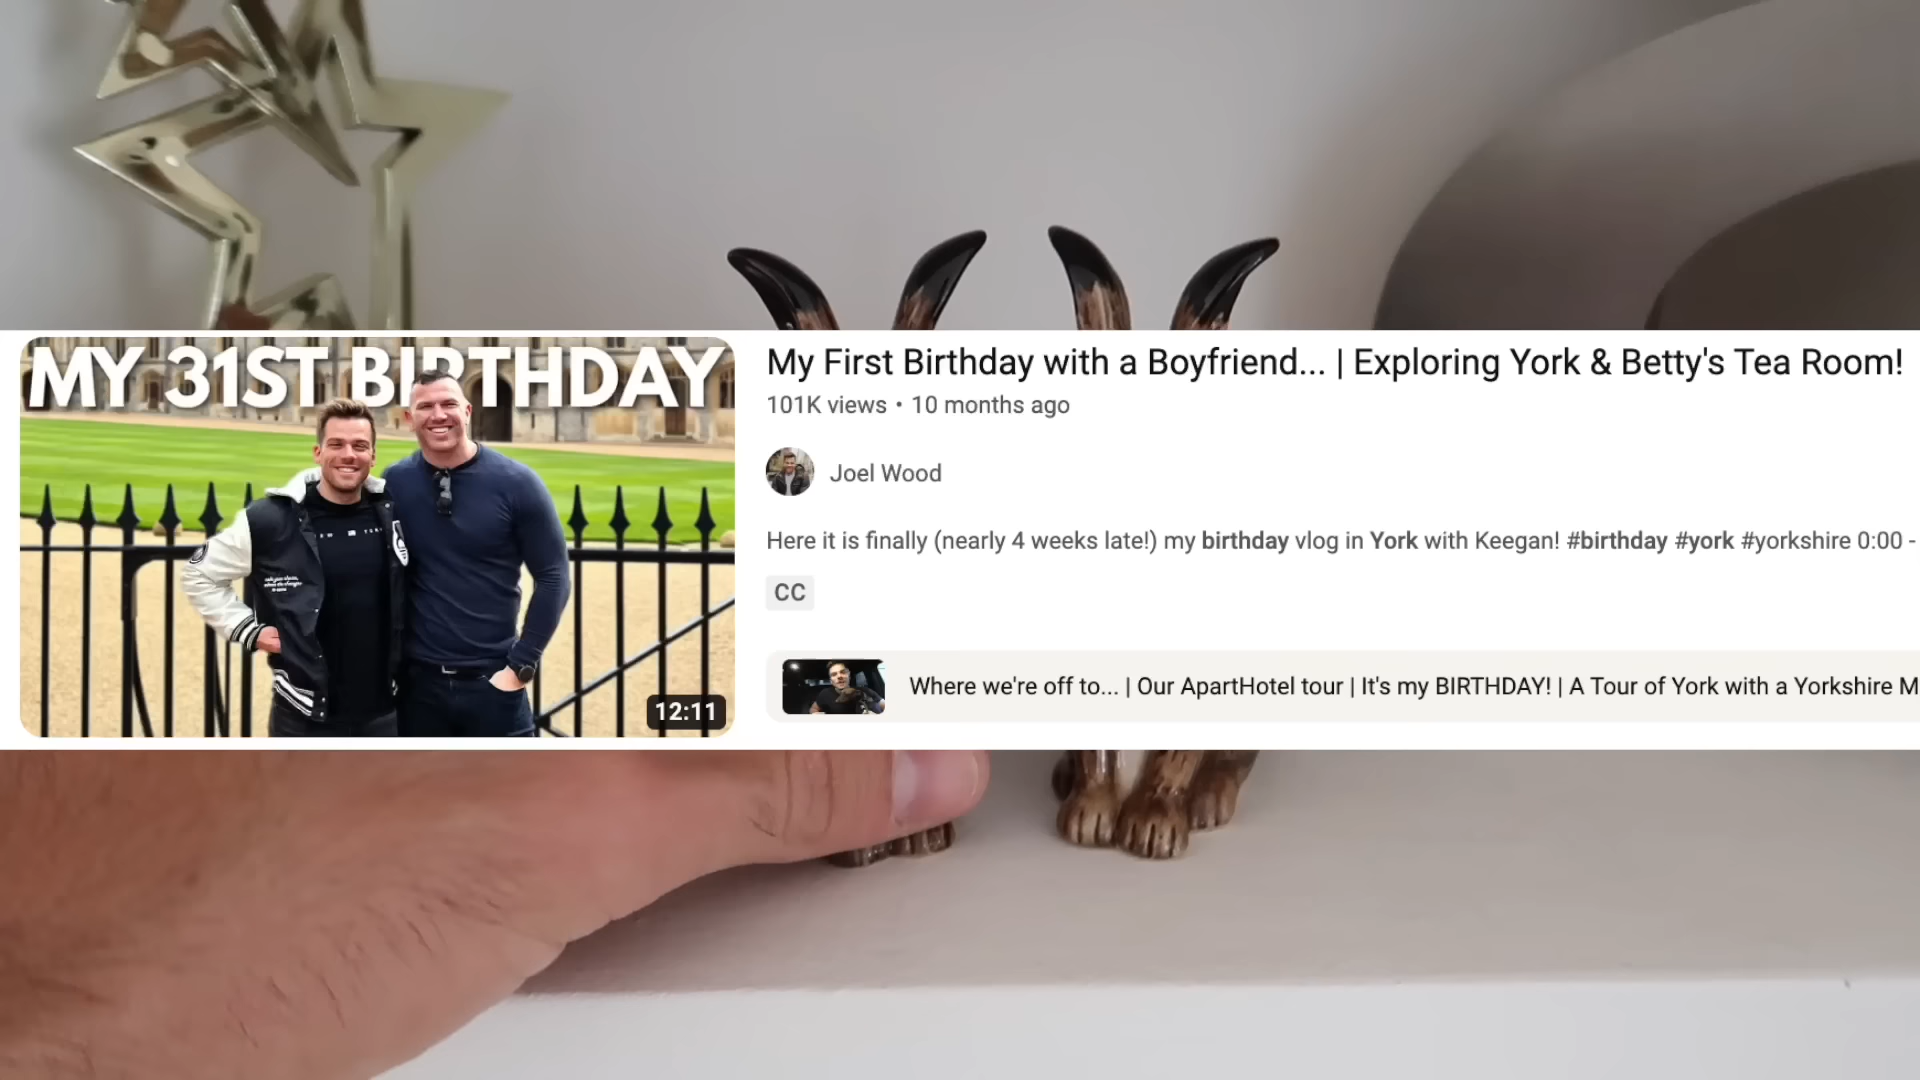 MY 31ST BIRTHDAY
12:11
My First Birthday with a Boyfriend... | Exploring York & Betty's Tea Room!
101K views • 10 months ago
Joel Wood
Here it is finally (nearly 4 weeks late!) my birthday vlog in York with Keegan! #birthday #york #yorkshire 0:00 -
CC
Where we're off to... | Our ApartHotel tour | It's my BIRTHDAY! | A Tour of York with a Yorkshire M